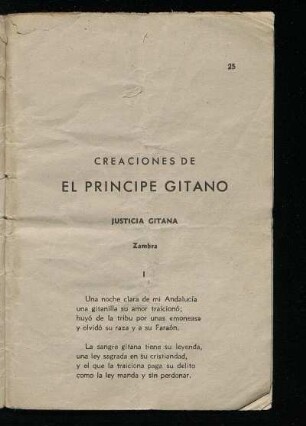 25
CREACIONES DE
EL PRINCIPE GITANO
JUSTICIA GITANA
Zambra
I
Una noche clara de mi Andalucía
una gitanilla su amor traicionó;
huyó de la tribu por unas
y olvidó su raza y a su Faraón.
La sangre gitana tiene su leyenda,
una ley sagrada en su cristiandad,
y el que la traiciona paga su delito
como la ley manda y sin perdonar.